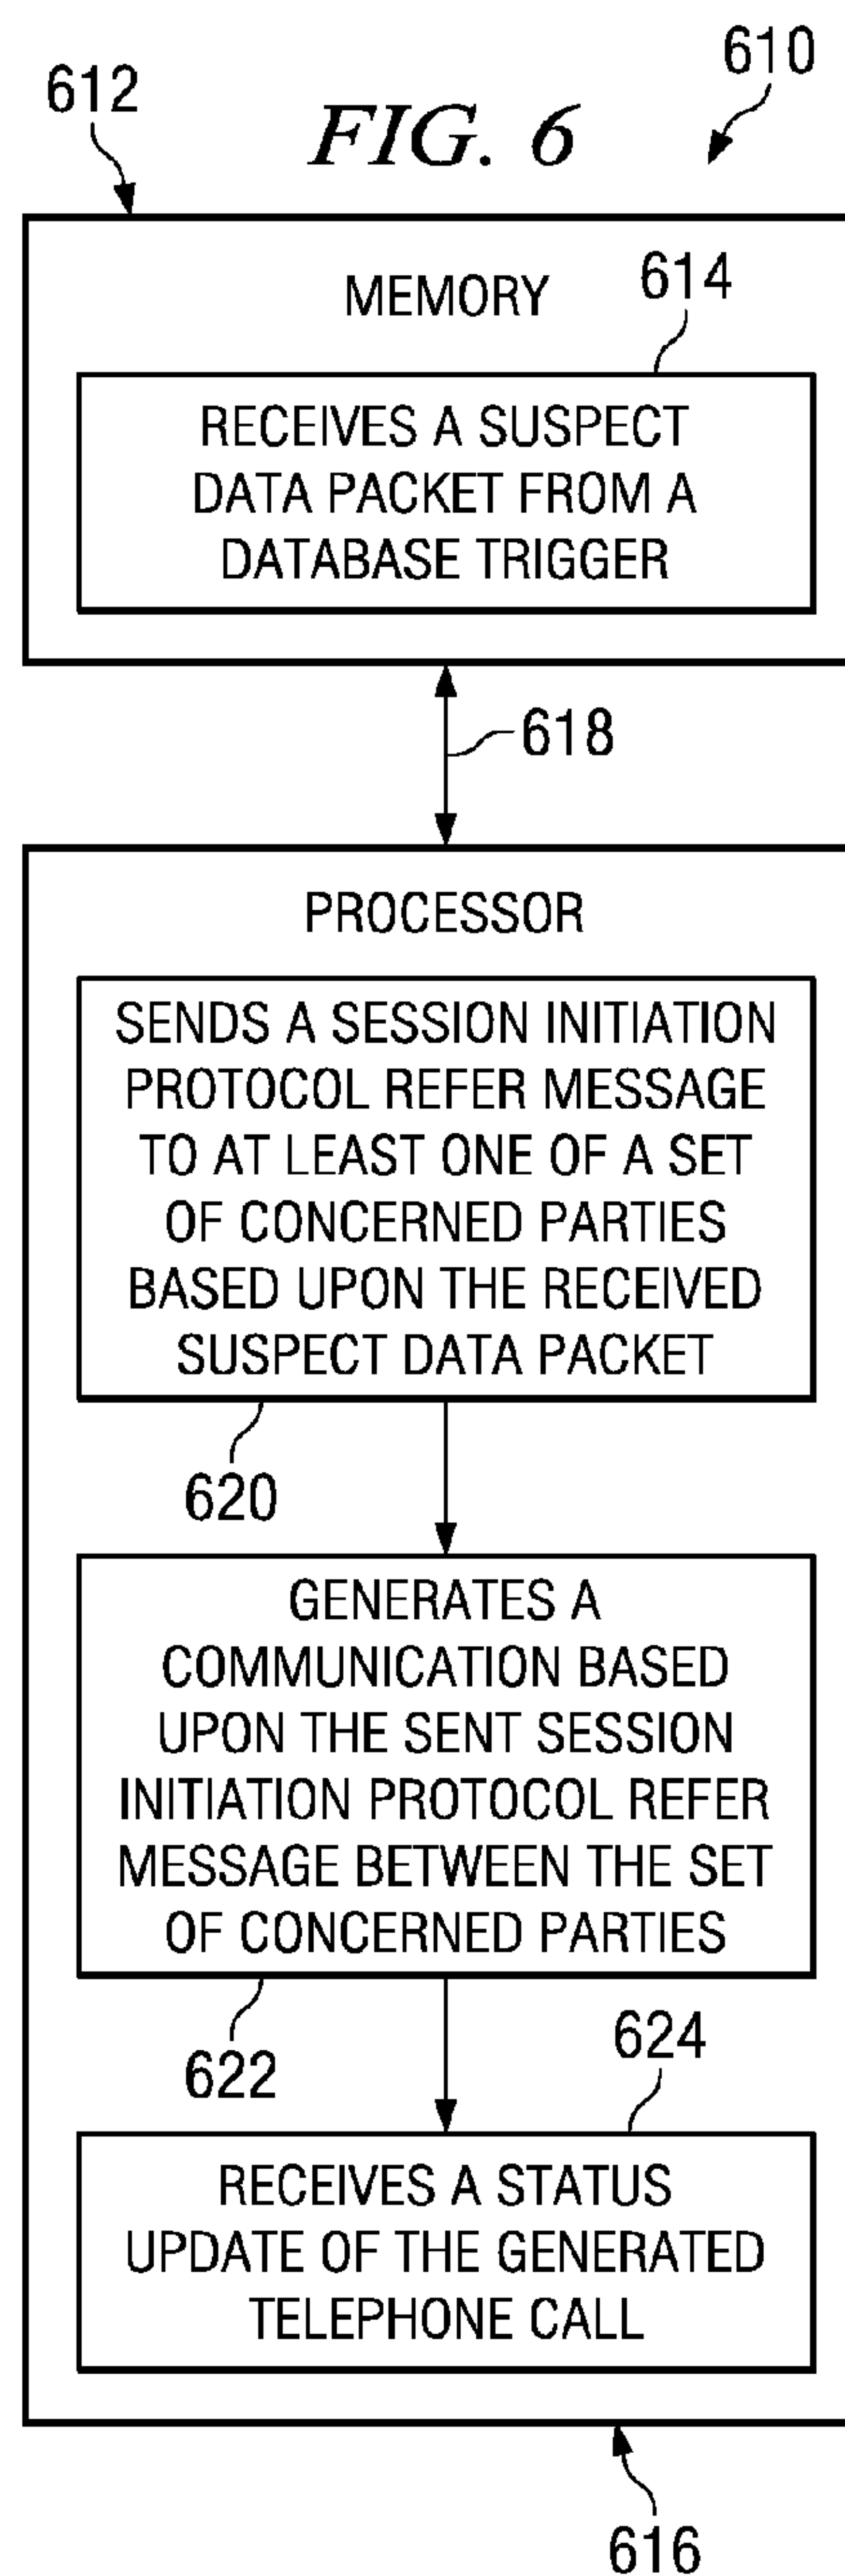 610
612
FIG. 6
MEMORY
614
RECEIVES A SUSPECT
DATA PACKET FROM A
DATABASE TRIGGER
618
PROCESSOR
SENDS A SESSION INITIATION
PROTOCOL REFER MESSAGE
TO AT LEAST ONE OF A SET
OF CONCERNED PARTIES
BASED UPON THE RECEIVED
SUSPECT DATA PACKET
620
GENERATES A
COMMUNICATION BASED
UPON THE SENT SESSION
INITIATION PROTOCOL REFER
MESSAGE BETWEEN THE SET
OF CONCERNED PARTIES
622
624
RECEIVES A STATUS
UPDATE OF THE GENERATED
TELEPHONE CALL
616